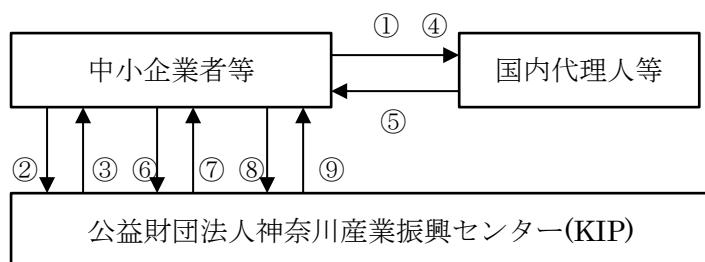 ① ④
中小企業者等
国内代理人等
⑤
② ③ ⑥ ⑦ ⑧ ⑨
公益財団法人神奈川産業振興センター(KIP)